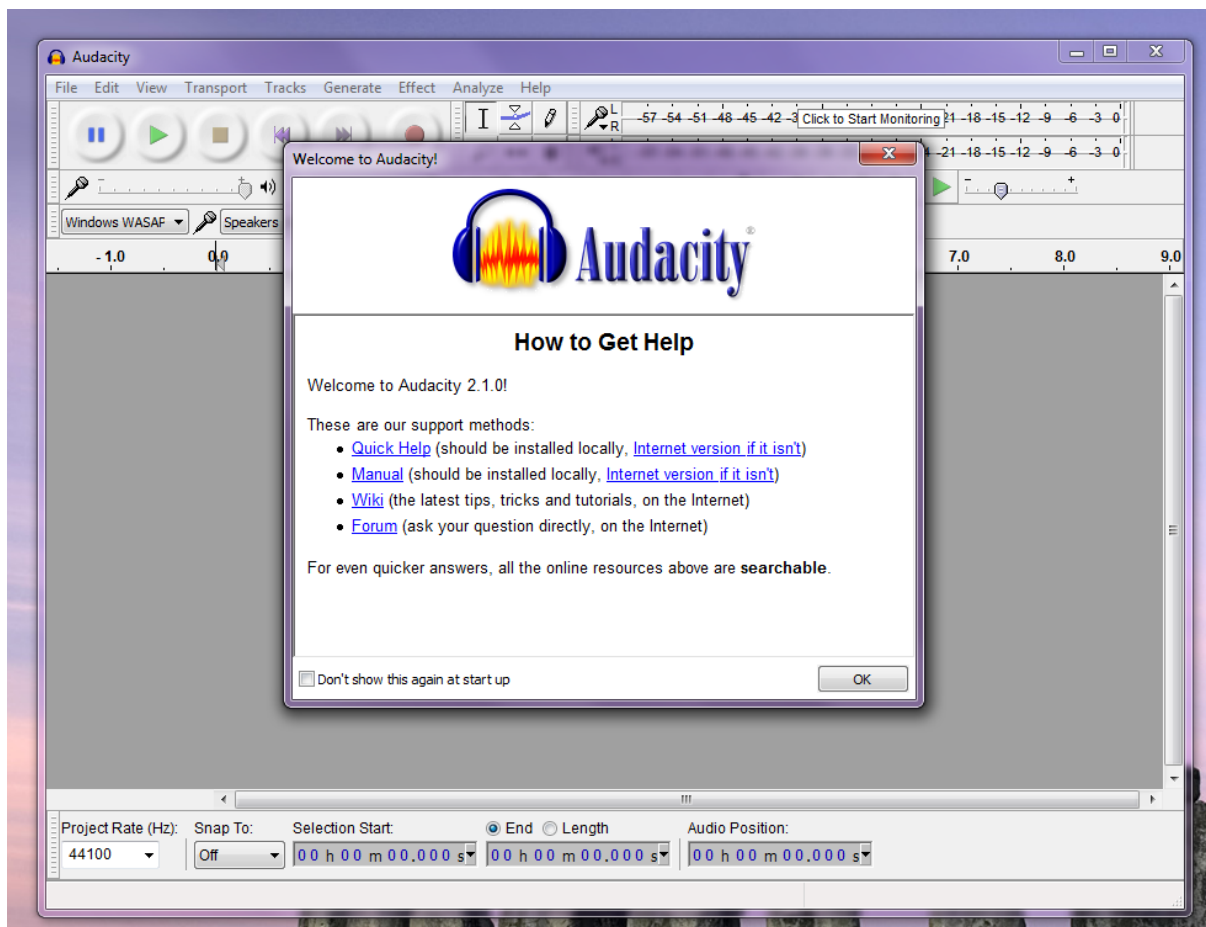 Audacity
File Edit View Transport Tracks Generate Effect Analyze Help
L
R
-57 -54 -51 -48 -45 -42 -3 Click to Start Monitoring 21 -18 -15 -12 -9 -6 -3 0
-21 -18 -15 -12 -9 -6 -3 0
Windows WASAF
Speakers
- 1.0 0.0 7.0 8.0 9.0
Welcome to Audacity!
Audacity®
How to Get Help
Welcome to Audacity 2.1.0!
These are our support methods:
• Quick Help (should be installed locally, Internet version if it isn't)
• Manual (should be installed locally, Internet version if it isn't)
• Wiki (the latest tips, tricks and tutorials, on the Internet)
• Forum (ask your question directly, on the Internet)
For even quicker answers, all the online resources above are searchable.
Don't show this again at start up
OK
Project Rate (Hz): Snap To: Selection Start: End Length Audio Position:
44100 Off 00 h 00 m 00.000 s 00 h 00 m 00.000 s 00 h 00 m 00.000 s